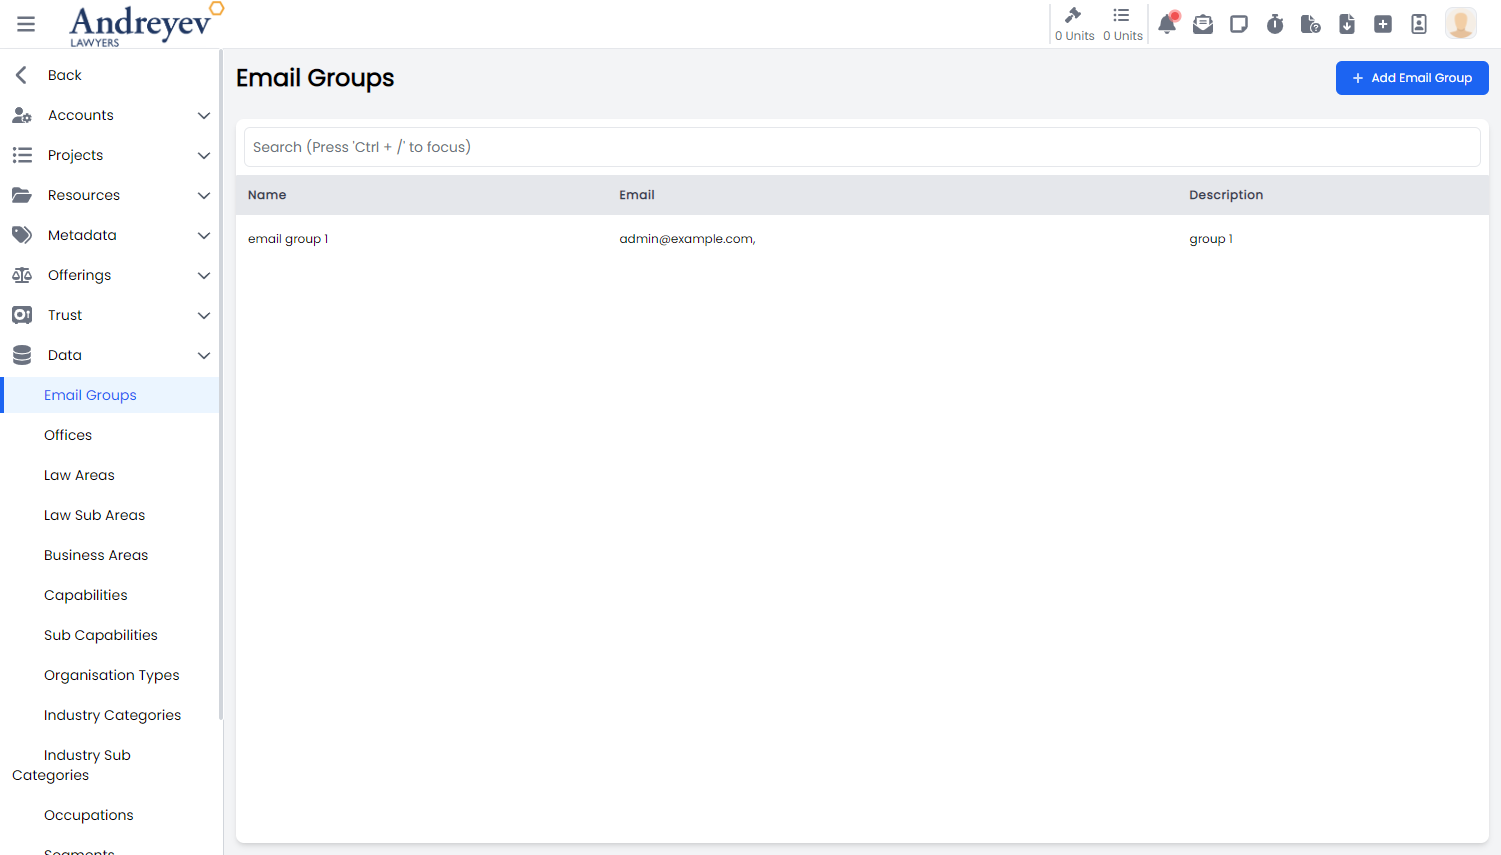 Andreyev
LAWYERS
0 Units
0 Units
Back
Accounts
Projects
Resources
Metadata
Offerings
Trust
Data
Email Groups
Offices
Law Areas
Law Sub Areas
Business Areas
Capabilities
Sub Capabilities
Organisation Types
Industry Categories
Industry Sub
Categories
Occupations
Segments
Email Groups
+ Add Email Group
Search (Press 'Ctrl + /' to focus)
Name Email Description
email group 1 admin@example.com, group 1